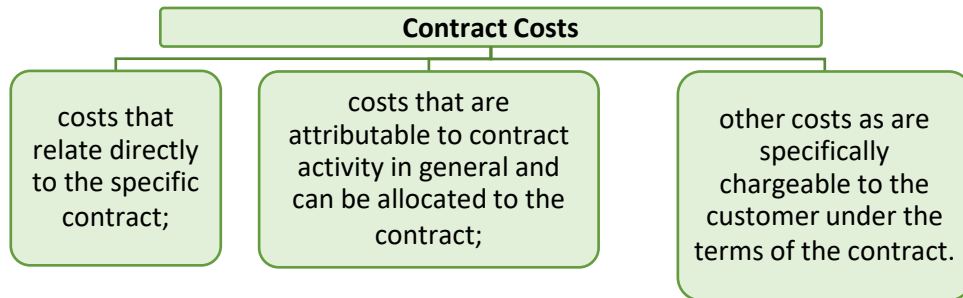 Contract Costs
costs that
relate directly
to the specific
contract;
costs that are
attributable to contract
activity in general and
can be allocated to the
contract;
other costs as are
specifically
chargeable to the
customer under the
terms of the contract.